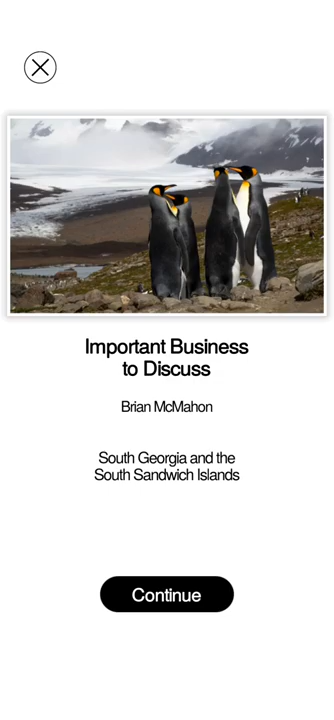 Important Business
to Discuss
Brian McMahon
South Georgia and the
South Sandwich Islands
Continue